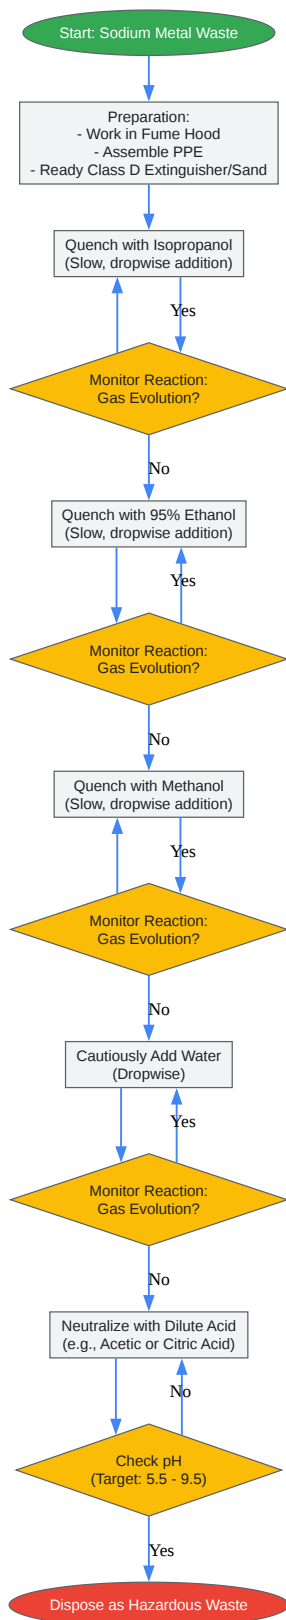 Start: Sodium Metal Waste
Preparation:
- Work in Fume Hood
- Assemble PPE
- Ready Class D Extinguisher/Sand
Quench with Isopropanol
(Slow, dropwise addition)
Yes
Monitor Reaction:
Gas Evolution?
No
Quench with 95% Ethanol
(Slow, dropwise addition)
Yes
Monitor Reaction:
Gas Evolution?
No
Quench with Methanol
(Slow, dropwise addition)
Yes
Monitor Reaction:
Gas Evolution?
No
Cautiously Add Water
(Dropwise)
Yes
Monitor Reaction:
Gas Evolution?
No
Neutralize with Dilute Acid
(e.g., Acetic or Citric Acid)
No
Check pH
(Target: 5.5 - 9.5)
Yes
Dispose as Hazardous Waste